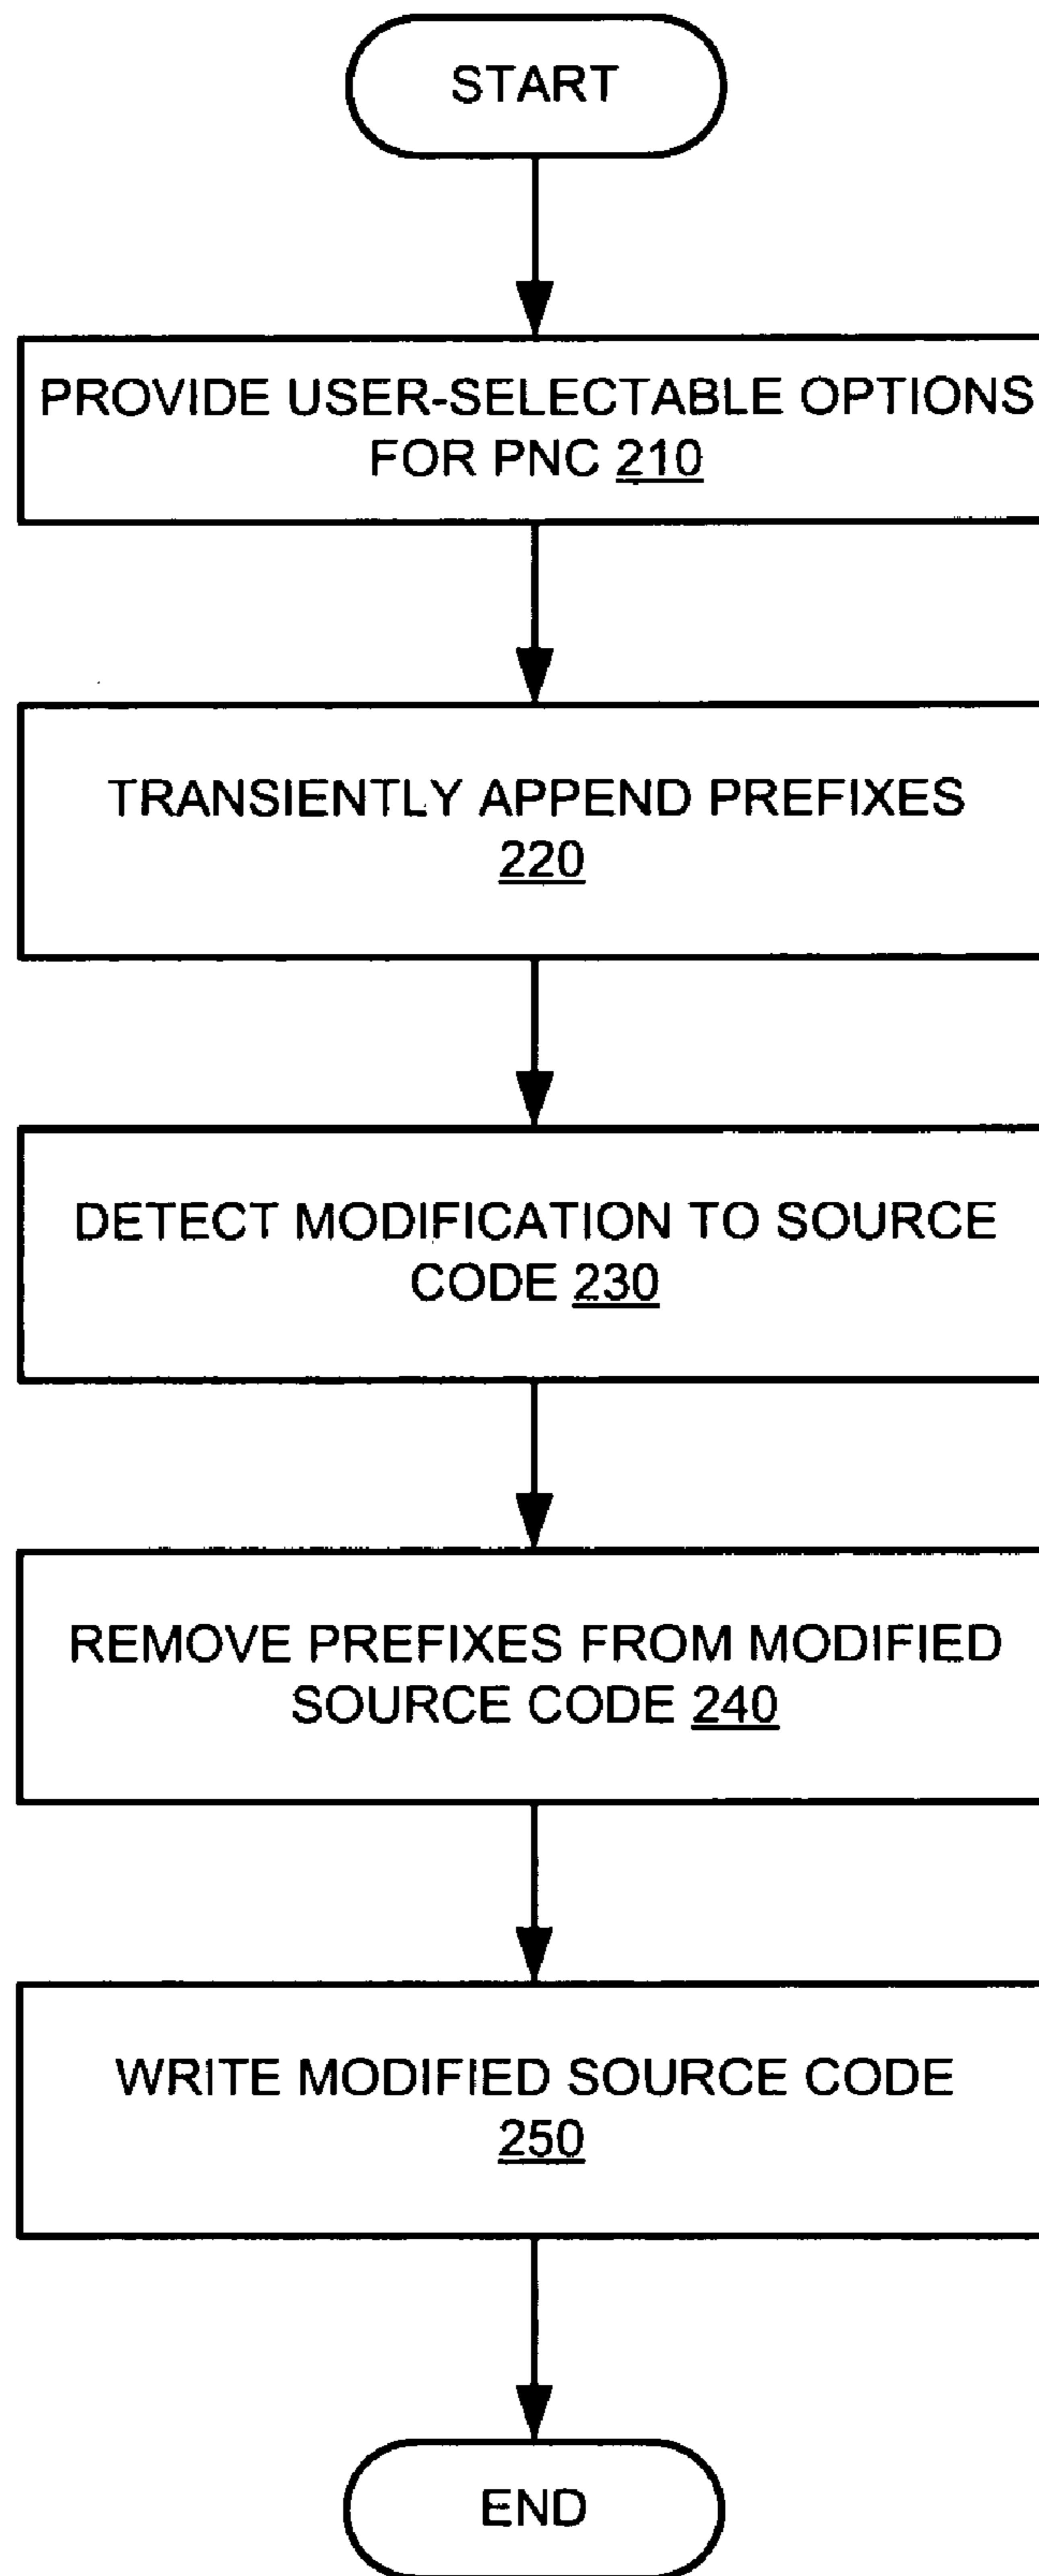 START
PROVIDE USER-SELECTABLE OPTIONS
FOR PNC 210
TRANSIENTLY APPEND PREFIXES
220
DETECT MODIFICATION TO SOURCE
CODE 230
REMOVE PREFIXES FROM MODIFIED
SOURCE CODE 240
WRITE MODIFIED SOURCE CODE
250
END